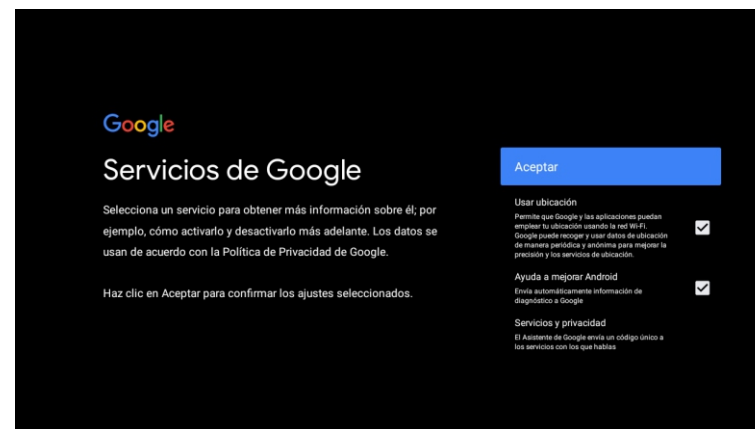 Google
Servicios de Google
Selecciona un servicio para obtener más información sobre él; por
ejemplo, cómo activarlo y desactivarlo más adelante. Los datos se
usan de acuerdo con la Política de Privacidad de Google.
Haz clic en Aceptar para confirmar los ajustes seleccionados.
Aceptar
Usar ubicación
Permite que Google y las aplicaciones puedan
emplear tu ubicación usando la red Wi-Fi.
Google puede recoger y usar datos de ubicación
de manera periódica y anónima para mejorar la
precisión y los servicios de ubicación.
Ayuda a mejorar Android
Envía automáticamente información de
diagnóstico a Google
Servicios y privacidad
El Asistente de Google envía un código único a
los servicios con los que hablas